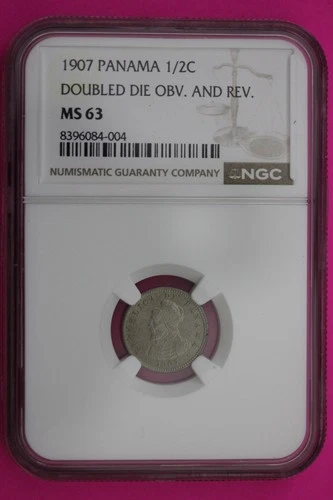 1907 PANAMA 1/2C
DOUBLED DIE OBV. AND REV.
MS 63
8396084-004
NUMISMATIC GUARANTY COMPANY
NGC